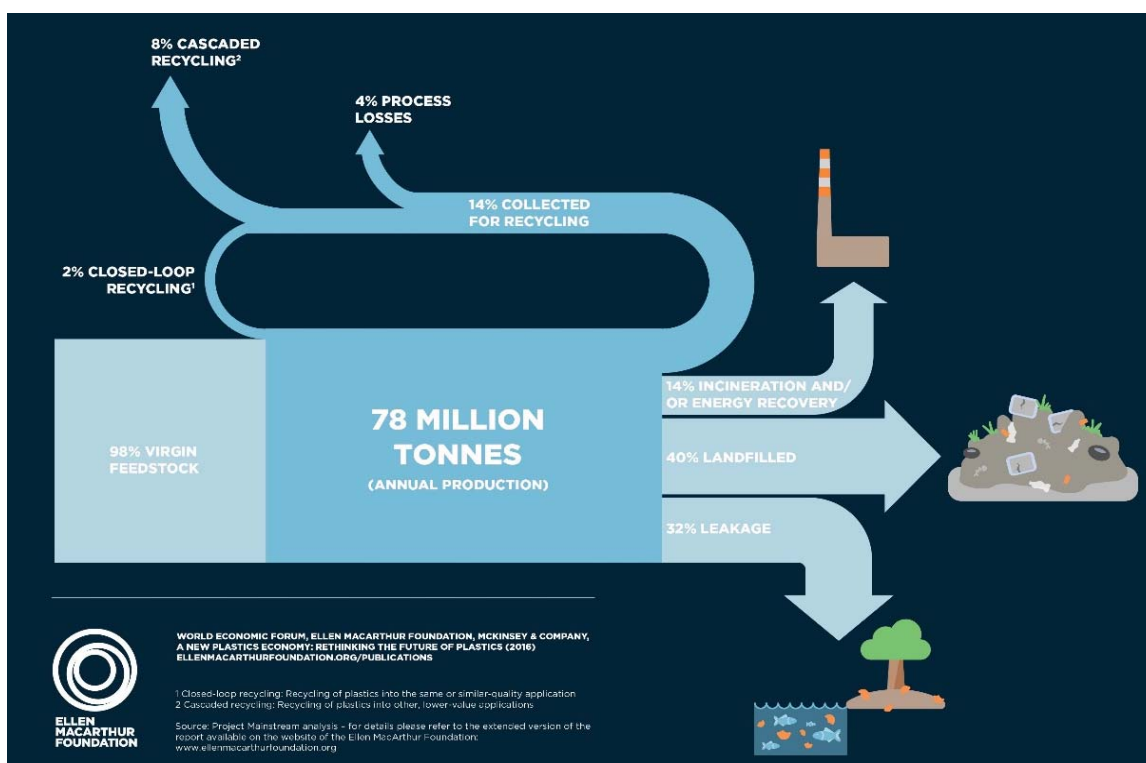 8% CASCADED
RECYCLING²
4% PROCESS
LOSSES
14% COLLECTED
FOR RECYCLING
2% CLOSED-LOOP
RECYCLING¹
14% INCINERATION AND/
OR ENERGY RECOVERY
98% VIRGIN
FEEDSTOCK
78 MILLION
TONNES
(ANNUAL PRODUCTION)
40% LANDFILLED
32% LEAKAGE
WORLD ECONOMIC FORUM, ELLEN MACARTHUR FOUNDATION, MCKINSEY & COMPANY,
A NEW PLASTICS ECONOMY: RETHINKING THE FUTURE OF PLASTICS (2016)
ELLENMACARTHURFOUNDATION.ORG/PUBLICATIONS
1 Closed-loop recycling: Recycling of plastics into the same or similar-quality application
2 Cascaded recycling: Recycling of plastics into other, lower-value applications
Source: Project Mainstream analysis – for details please refer to the extended version of the
report available on the website of the Ellen MacArthur Foundation:
www.ellenmacarthurfoundation.org
ELLEN
MACARTHUR
FOUNDATION